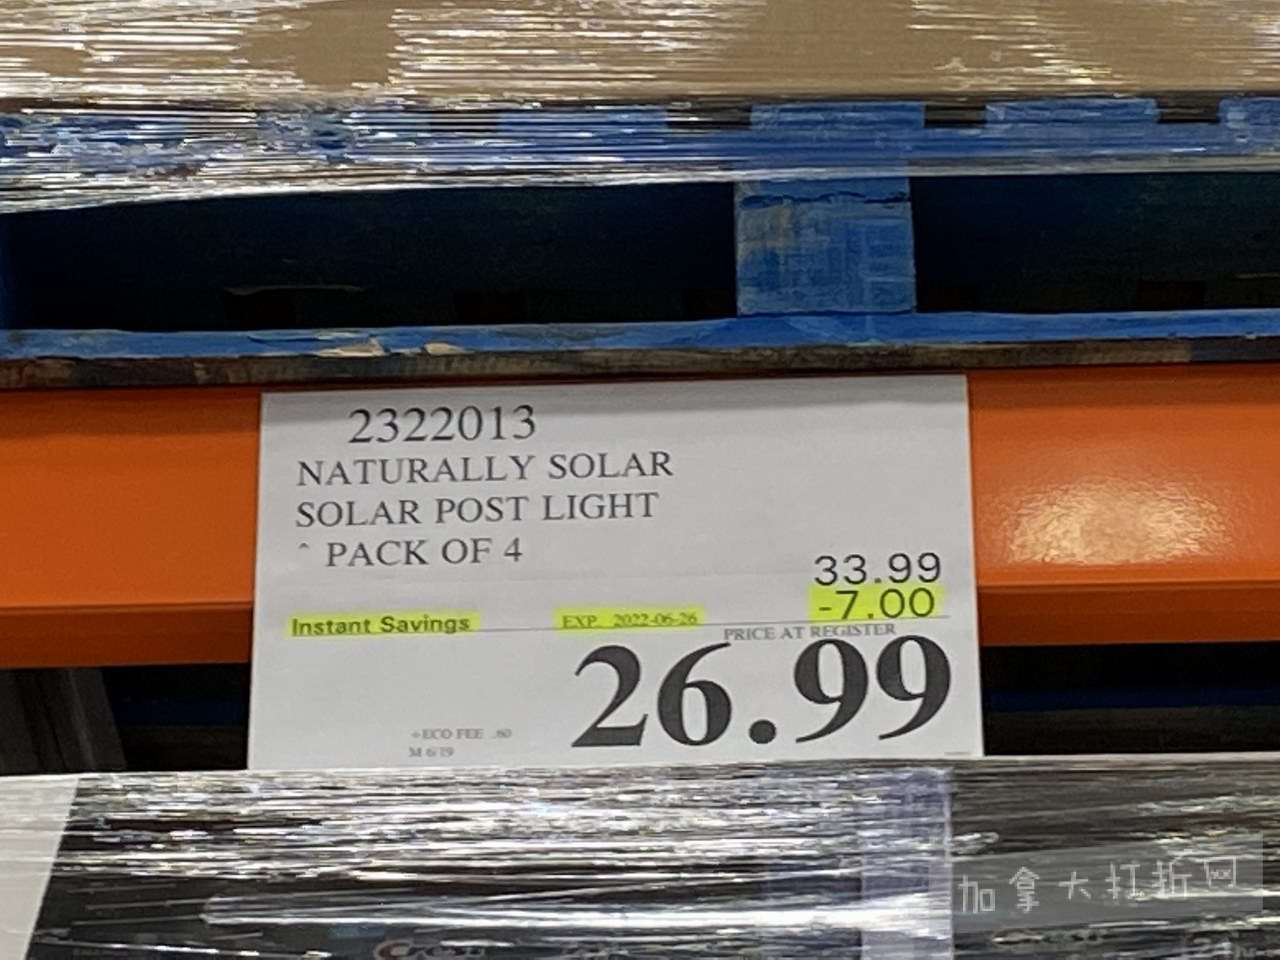 2322013
NATURALLY SOLAR
SOLAR POST LIGHT
^ PACK OF 4
33.99
-7.00
Instant Savings EXP. 2022-06-26
PRICE AT REGISTER
26.99
+ECO FEE .60
M 6/19
加拿大打折网